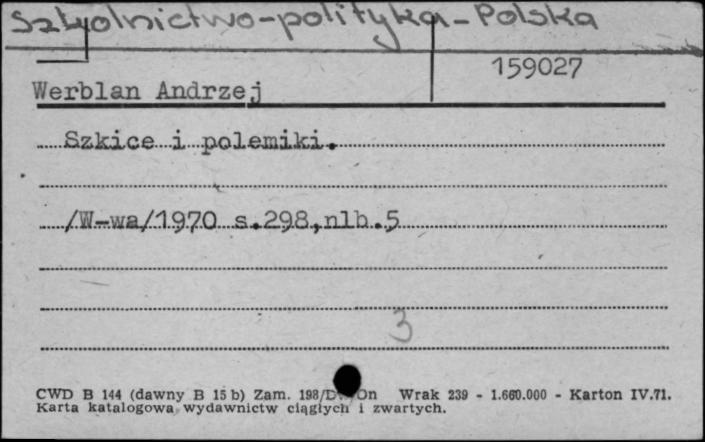 Szkolnictwo-polityka-Polska
159027
Werblan Andrzej
Szkice i polemiki.
/W-wa/1970 s.298,nlb.5
3
CWD B 144 (dawny B 15 b) Zam. 198/ On Wrak 239 - 1.660.000 - Karton IV.71.
Karta katalogowa wydawnictw ciągłych i zwartych.